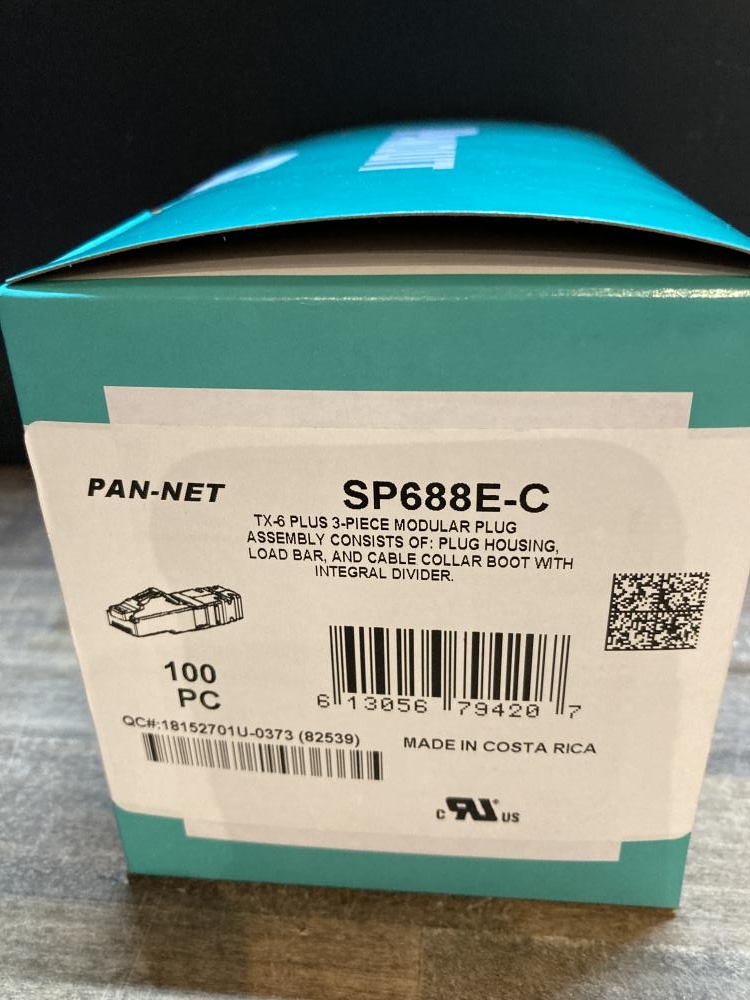 PAN-NET
SP688E-C
TX-6 PLUS 3-PIECE MODULAR PLUG
ASSEMBLY CONSISTS OF: PLUG HOUSING,
LOAD BAR, AND CABLE COLLAR BOOT WITH
INTEGRAL DIVIDER.
100
PC
6 13056 79420 7
QC#:18152701U-0373 (82539)
MADE IN COSTA RICA
C RU US